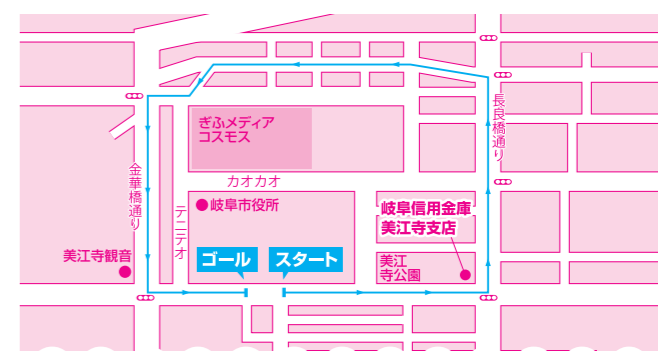 ぎふメディア
コスモス
長良橋通り
カオカオ
金華橋通り
テニテオ
岐阜市役所
岐阜信用金庫
美江寺支店
美江寺観音
ゴール
スタート
美江
寺公園